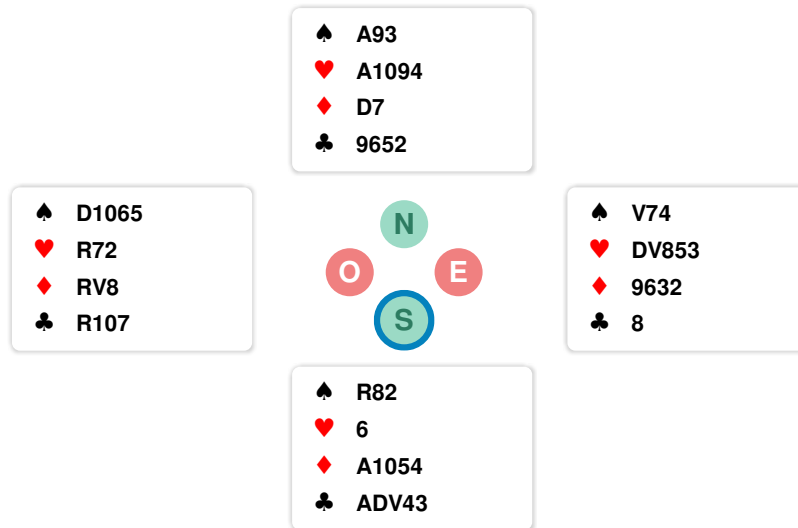 ♠ A93
♥ A1094
♦ D7
♣ 9652
♠ D1065
♥ R72
♦ RV8
♣ R107
N
O E
S
♠ V74
♥ DV853
♦ 9632
♣ 8
♠ R82
♥ 6
♦ A1054
♣ ADV43